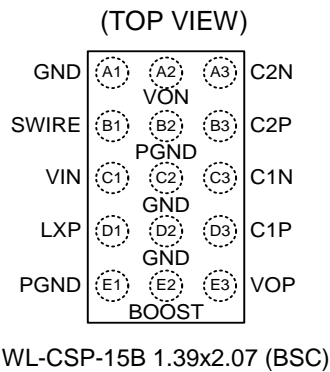 (TOP VIEW)
GND A1 A2 A3 C2N
VON
SWIRE B1 B2 B3 C2P
PGND
VIN C1 C2 C3 C1N
GND
LXP D1 D2 D3 C1P
GND
PGND E1 E2 E3 VOP
BOOST
WL-CSP-15B 1.39x2.07 (BSC)